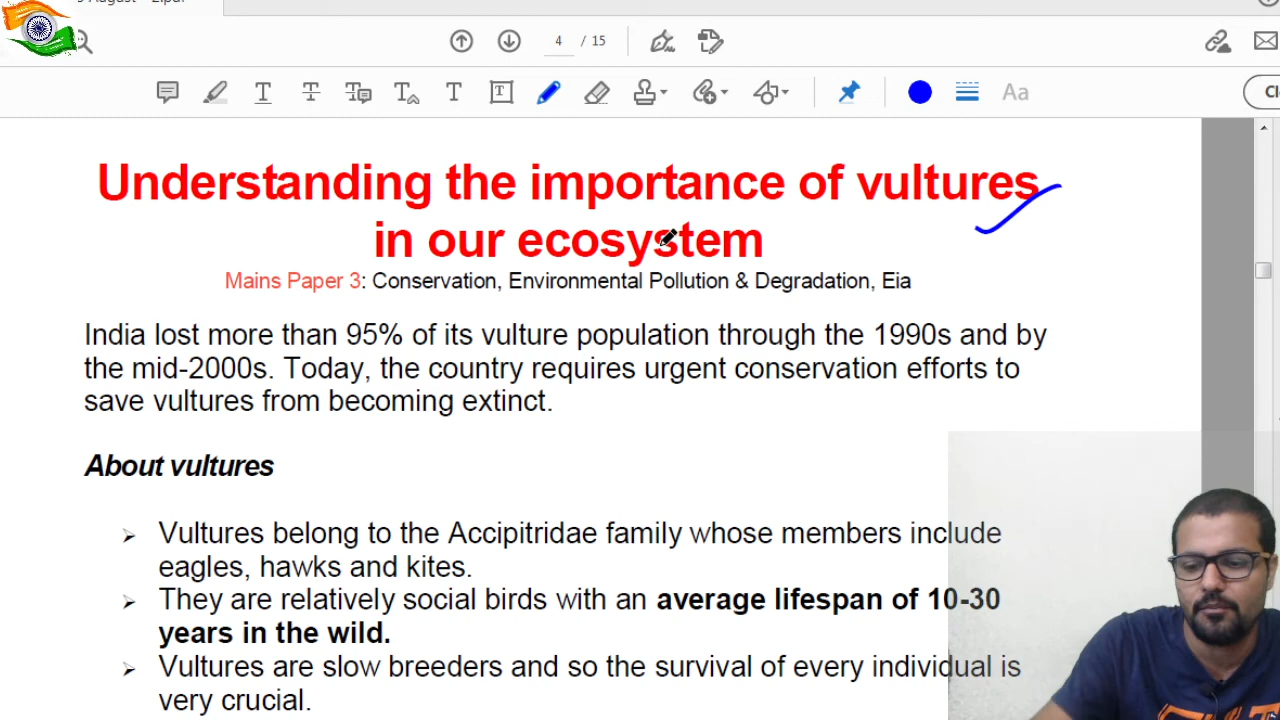 4 / 15
T T T T T T Aa
Understanding the importance of vultures
in our ecosystem
Mains Paper 3: Conservation, Environmental Pollution & Degradation, Eia
India lost more than 95% of its vulture population through the 1990s and by
the mid-2000s. Today, the country requires urgent conservation efforts to
save vultures from becoming extinct.
About vultures
➢ Vultures belong to the Accipitridae family whose members include
eagles, hawks and kites.
➢ They are relatively social birds with an average lifespan of 10-30
years in the wild.
➢ Vultures are slow breeders and so the survival of every individual is
very crucial.